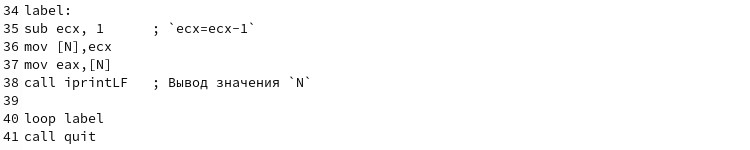 34 label:
35 sub ecx, 1      ; `ecx=ecx-1`
36 mov [N],ecx
37 mov eax,[N]
38 call iprintLF   ; Вывод значения `N`
39
40 loop label
41 call quit